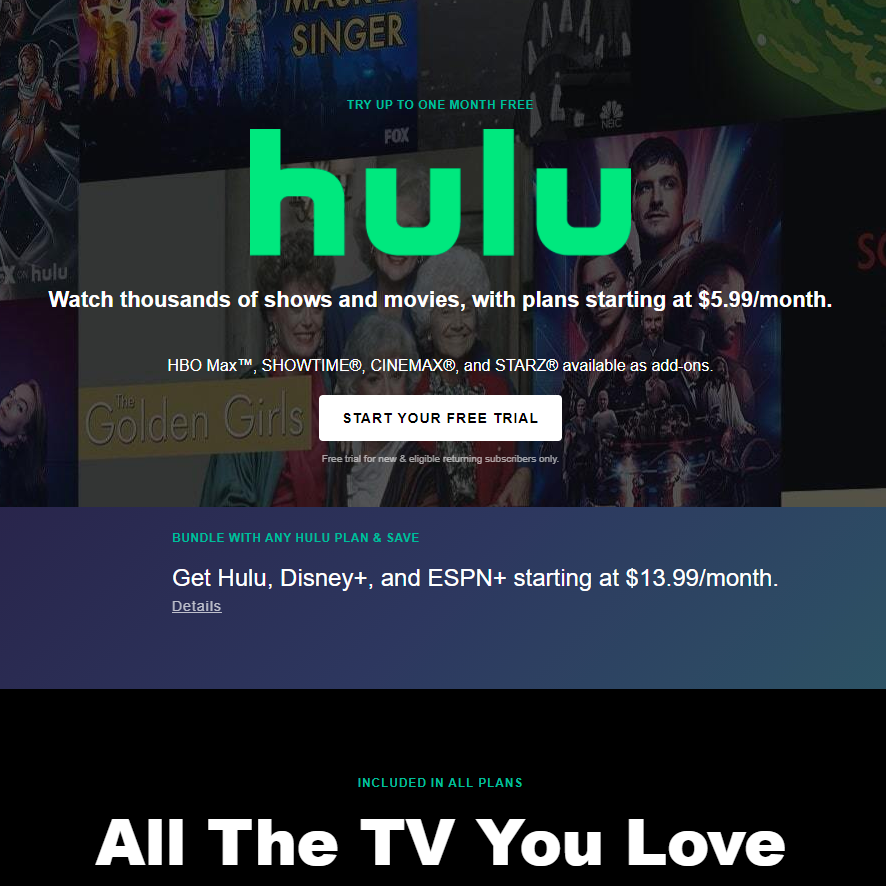 MASKED
SINGER
TRY UP TO ONE MONTH FREE
NBC
FOX
hulu
FX ON hulu
Watch thousands of shows and movies, with plans starting at $5.99/month.
HBO Max™, SHOWTIME®, CINEMAX®, and STARZ® available as add-ons.
The
Golden Girls
START YOUR FREE TRIAL
Free trial for new & eligible returning subscribers only.
BUNDLE WITH ANY HULU PLAN & SAVE
Get Hulu, Disney+, and ESPN+ starting at $13.99/month.
Details
INCLUDED IN ALL PLANS
All The TV You Love